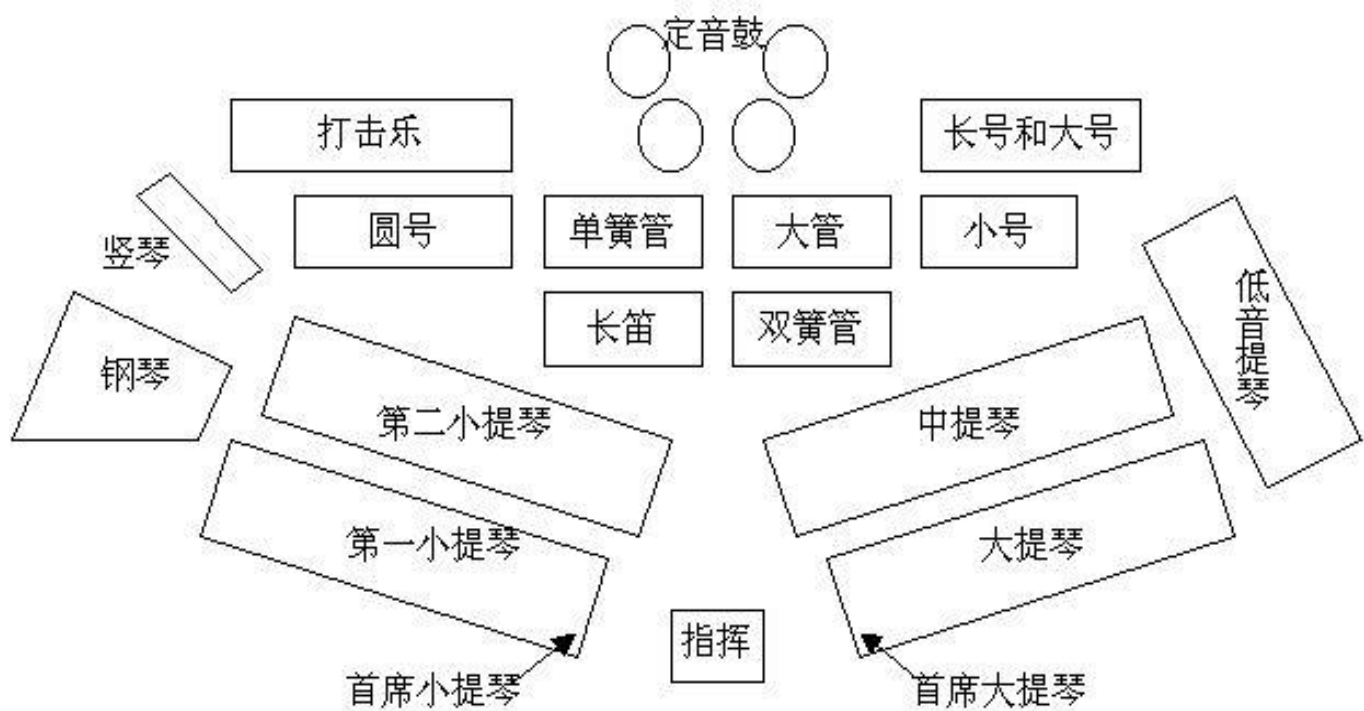 定音鼓
打击乐
长号和大号
圆号
单簧管
大管
小号
竖琴
长笛
双簧管
低音提琴
钢琴
第二小提琴
中提琴
第一小提琴
大提琴
指挥
首席小提琴
首席大提琴